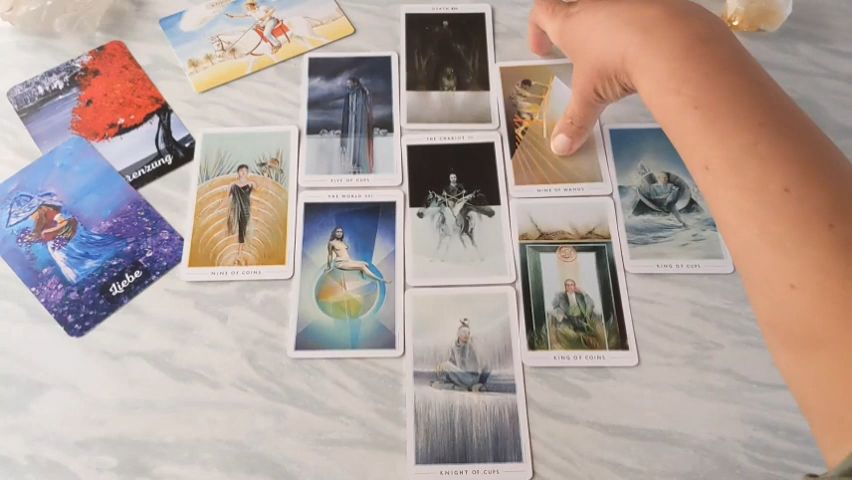 DEATH XIII
FIVE OF CUPS
THE CHARIOT VII
NINE OF WANDS
renzung
Liebe
NINE OF COINS
THE WORLD XXI
KING OF CUPS
KING OF COINS
KNIGHT OF CUPS